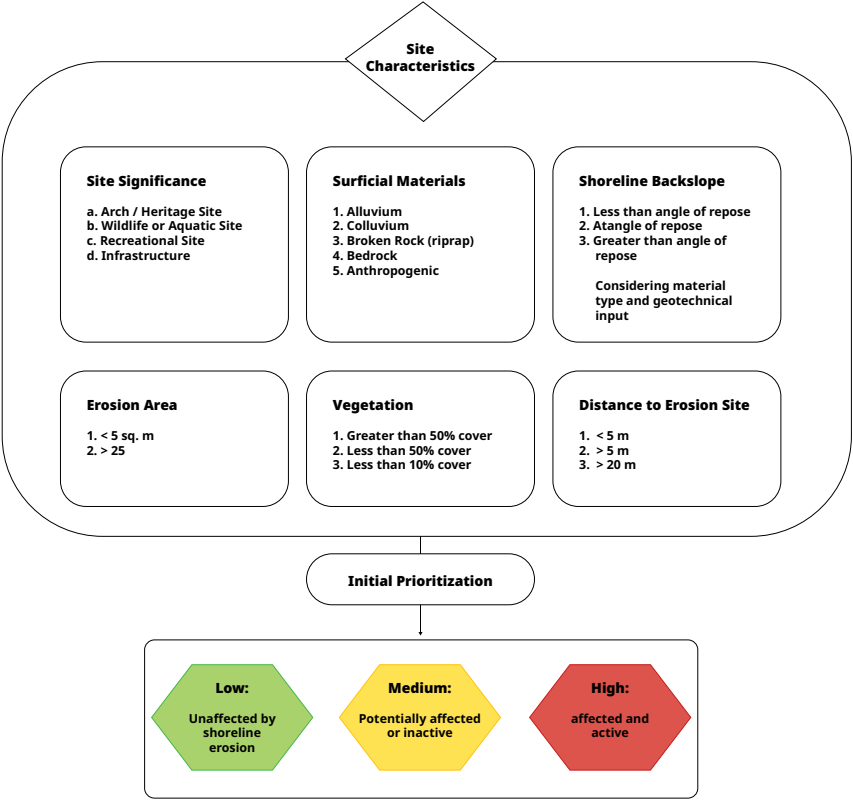 Site
Characteristics
Site Significance
a. Arch / Heritage Site
b. Wildlife or Aquatic Site
c. Recreational Site
d. Infrastructure
Surficial Materials
1. Alluvium
2. Colluvium
3. Broken Rock (riprap)
4. Bedrock
5. Anthropogenic
Shoreline Backslope
1. Less than angle of repose
2. Atangle of repose
3. Greater than angle of
repose
Considering material
type and geotechnical
input
Erosion Area
1. < 5 sq. m
2. > 25
Vegetation
1. Greater than 50% cover
2. Less than 50% cover
3. Less than 10% cover
Distance to Erosion Site
1. < 5 m
2. > 5 m
3. > 20 m
Initial Prioritization
Low:
Unaffected by
shoreline
erosion
Medium:
Potentially affected
or inactive
High:
affected and
active